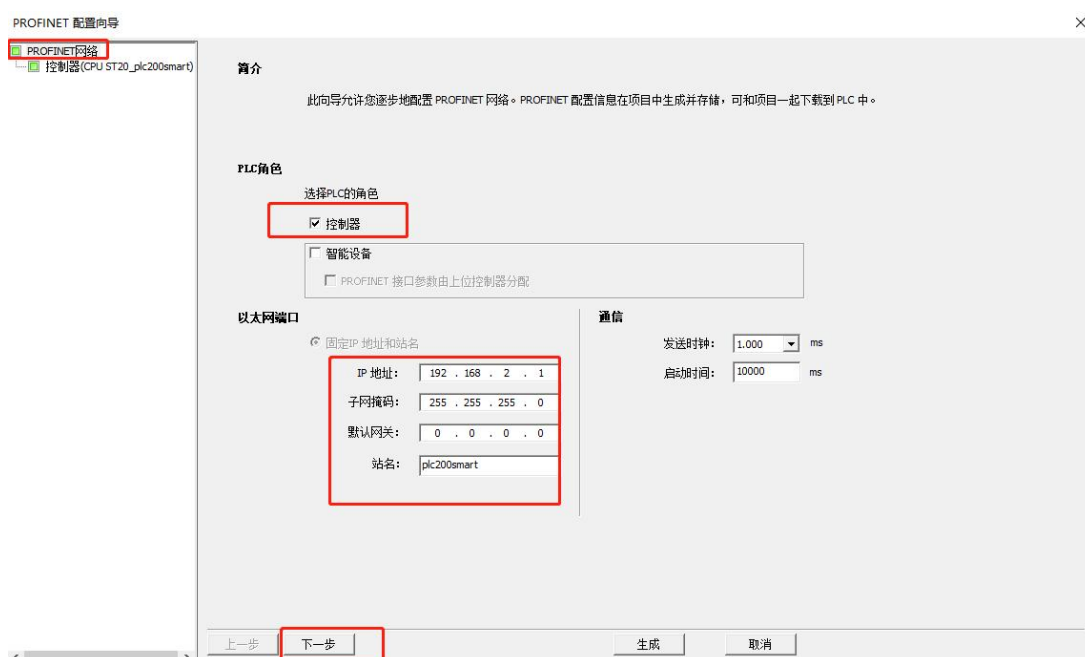 PROFINET 配置向导
PROFINET网络
控制器(CPU ST20_plc200smart)
简介
此向导允许您逐步地配置 PROFINET 网络。PROFINET 配置信息在项目中生成并存储,可和项目一起下载到 PLC 中。
PLC角色
选择PLC的角色
控制器
智能设备
PROFINET 接口参数由上位控制器分配
以太网端口
固定IP 地址和站名
IP 地址: 192 . 168 . 2 . 1
子网掩码: 255 . 255 . 255 . 0
默认网关: 0 . 0 . 0 . 0
站名: plc200smart
通信
发送时钟: 1.000 ms
启动时间: 10000 ms
上一步 下一步 生成 取消